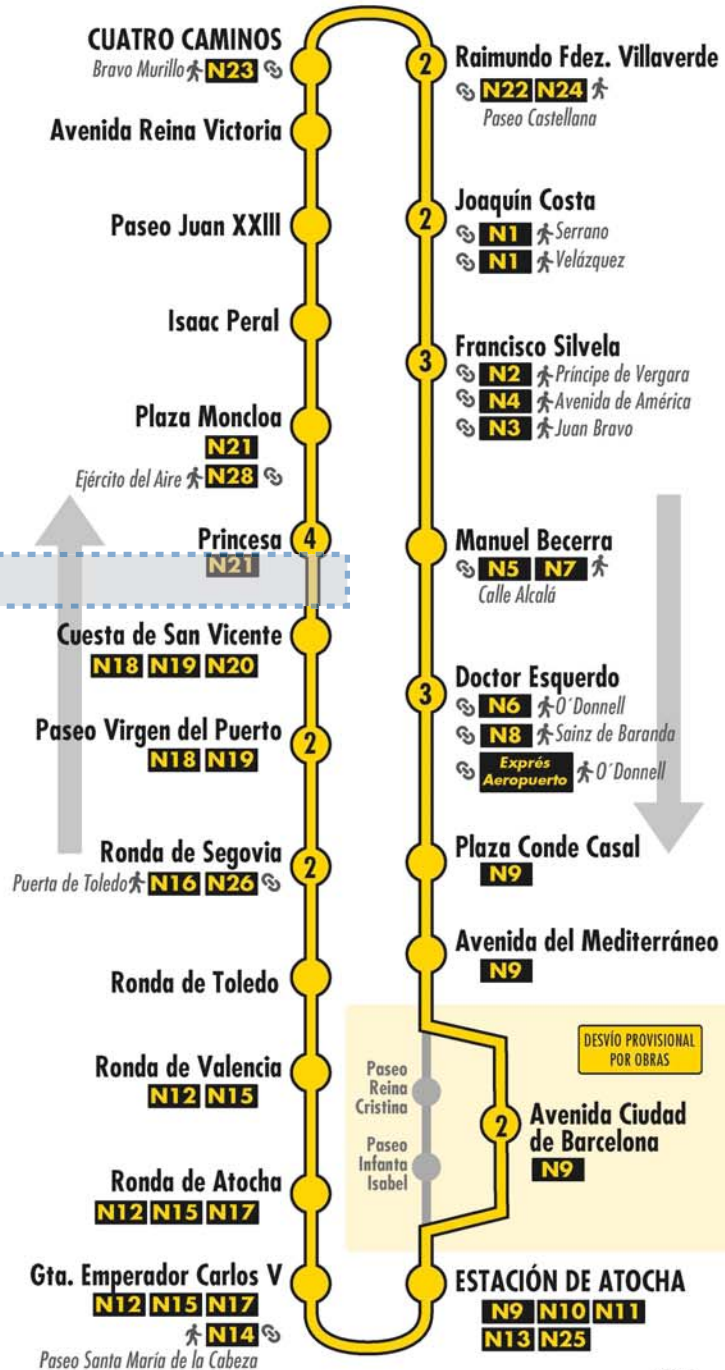 CUATRO CAMINOS
Bravo Murillo N23
Avenida Reina Victoria
Paseo Juan XXIII
Isaac Peral
Plaza Moncloa
N21
Ejército del Aire N28
Princesa 4
N21
Cuesta de San Vicente
N18 N19 N20
Paseo Virgen del Puerto 2
N18 N19
Ronda de Segovia 2
Puerta de Toledo N16 N26
Ronda de Toledo
Ronda de Valencia
N12 N15
Ronda de Atocha
N12 N15 N17
Gta. Emperador Carlos V
N12 N15 N17
N14
Paseo Santa María de la Cabeza
2 Raimundo Fdez. Villaverde
N22 N24
Paseo Castellana
2 Joaquín Costa
N1 Serrano
N1 Velázquez
3 Francisco Silvela
N2 Príncipe de Vergara
N4 Avenida de América
N3 Juan Bravo
Manuel Becerra
N5 N7
Calle Alcalá
3 Doctor Esquerdo
N6 O´Donnell
N8 Sainz de Baranda
Exprés
Aeropuerto O´Donnell
Plaza Conde Casal
N9
Avenida del Mediterráneo
N9
DESVÍO PROVISIONAL
POR OBRAS
Paseo
Reina
Cristina
Paseo
Infanta
Isabel
2 Avenida Ciudad
de Barcelona
N9
ESTACIÓN DE ATOCHA
N9 N10 N11
N13 N25